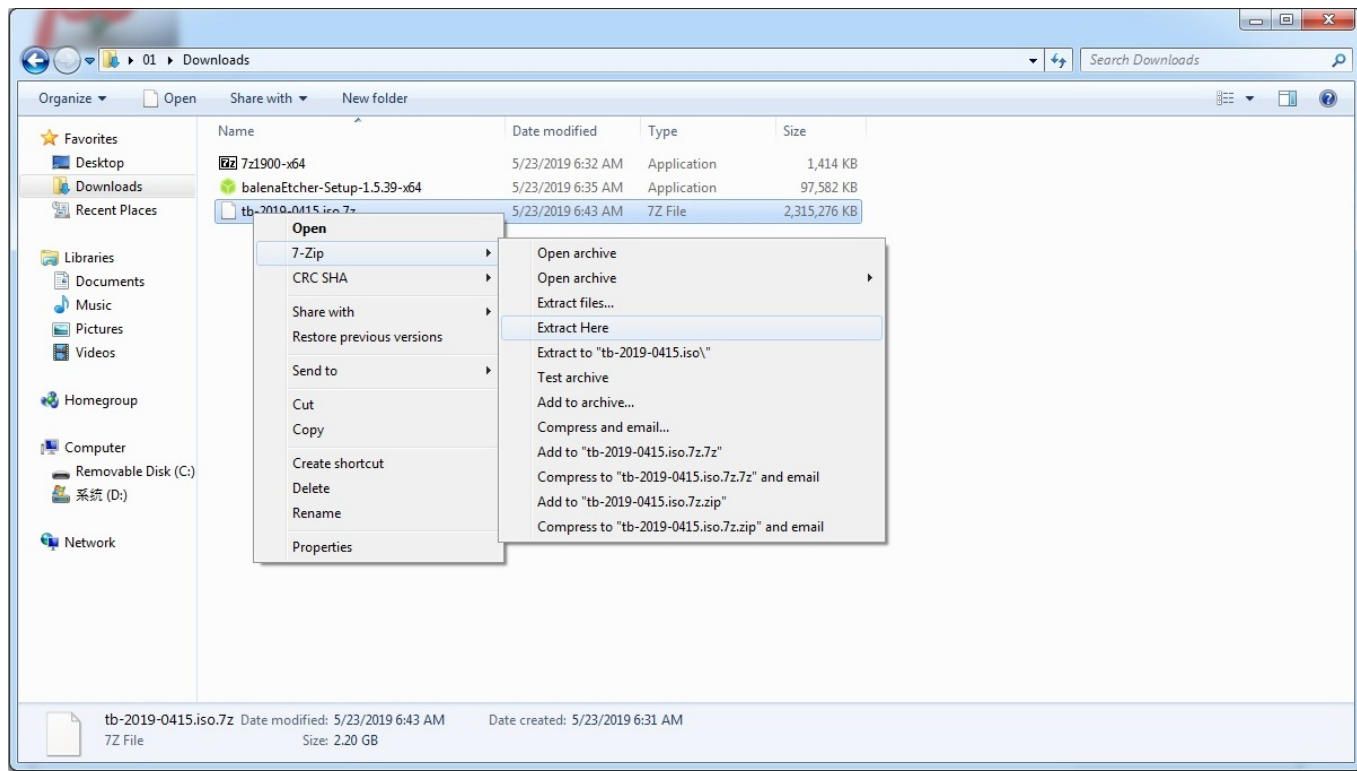 01 ▸ Downloads
Search Downloads
Organize
Open
Share with
New folder
Favorites
Desktop
Downloads
Recent Places
Libraries
Documents
Music
Pictures
Videos
Homegroup
Computer
Removable Disk (C:)
系统 (D:)
Network
Name Date modified Type Size
7z1900-x64 5/23/2019 6:32 AM Application 1,414 KB
balenaEtcher-Setup-1.5.39-x64 5/23/2019 6:35 AM Application 97,582 KB
tb-2019-0415.iso.7z 5/23/2019 6:43 AM 7Z File 2,315,276 KB
Open
7-Zip
CRC SHA
Share with
Restore previous versions
Send to
Cut
Copy
Create shortcut
Delete
Rename
Properties
Open archive
Open archive
Extract files...
Extract Here
Extract to "tb-2019-0415.iso\"
Test archive
Add to archive...
Compress and email...
Add to "tb-2019-0415.iso.7z.7z"
Compress to "tb-2019-0415.iso.7z.7z" and email
Add to "tb-2019-0415.iso.7z.zip"
Compress to "tb-2019-0415.iso.7z.zip" and email
tb-2019-0415.iso.7z Date modified: 5/23/2019 6:43 AM Date created: 5/23/2019 6:31 AM
7Z File Size: 2.20 GB